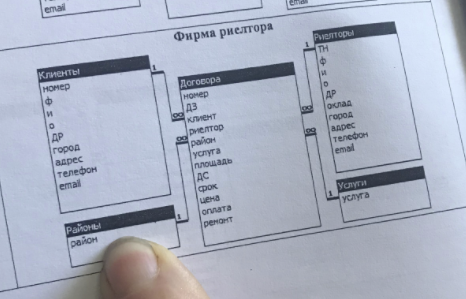 email
email
email
Фирма риелтора
Клиенты
номер
ф
и
о
ДР
город
адрес
телефон
email
1
∞
Договора
номер
ДЗ
клиент
риелтор
район
услуга
площадь
ДС
срок
цена
оплата
ремонт
∞
1
∞
∞
1
Риелторы
ТН
ф
и
о
ДР
оклад
город
адрес
телефон
email
Районы
район
Услуги
услуга